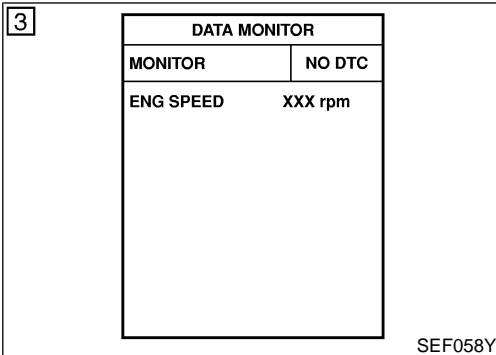 3
DATA MONITOR
MONITOR NO DTC
ENG SPEED XXX rpm
SEF058Y